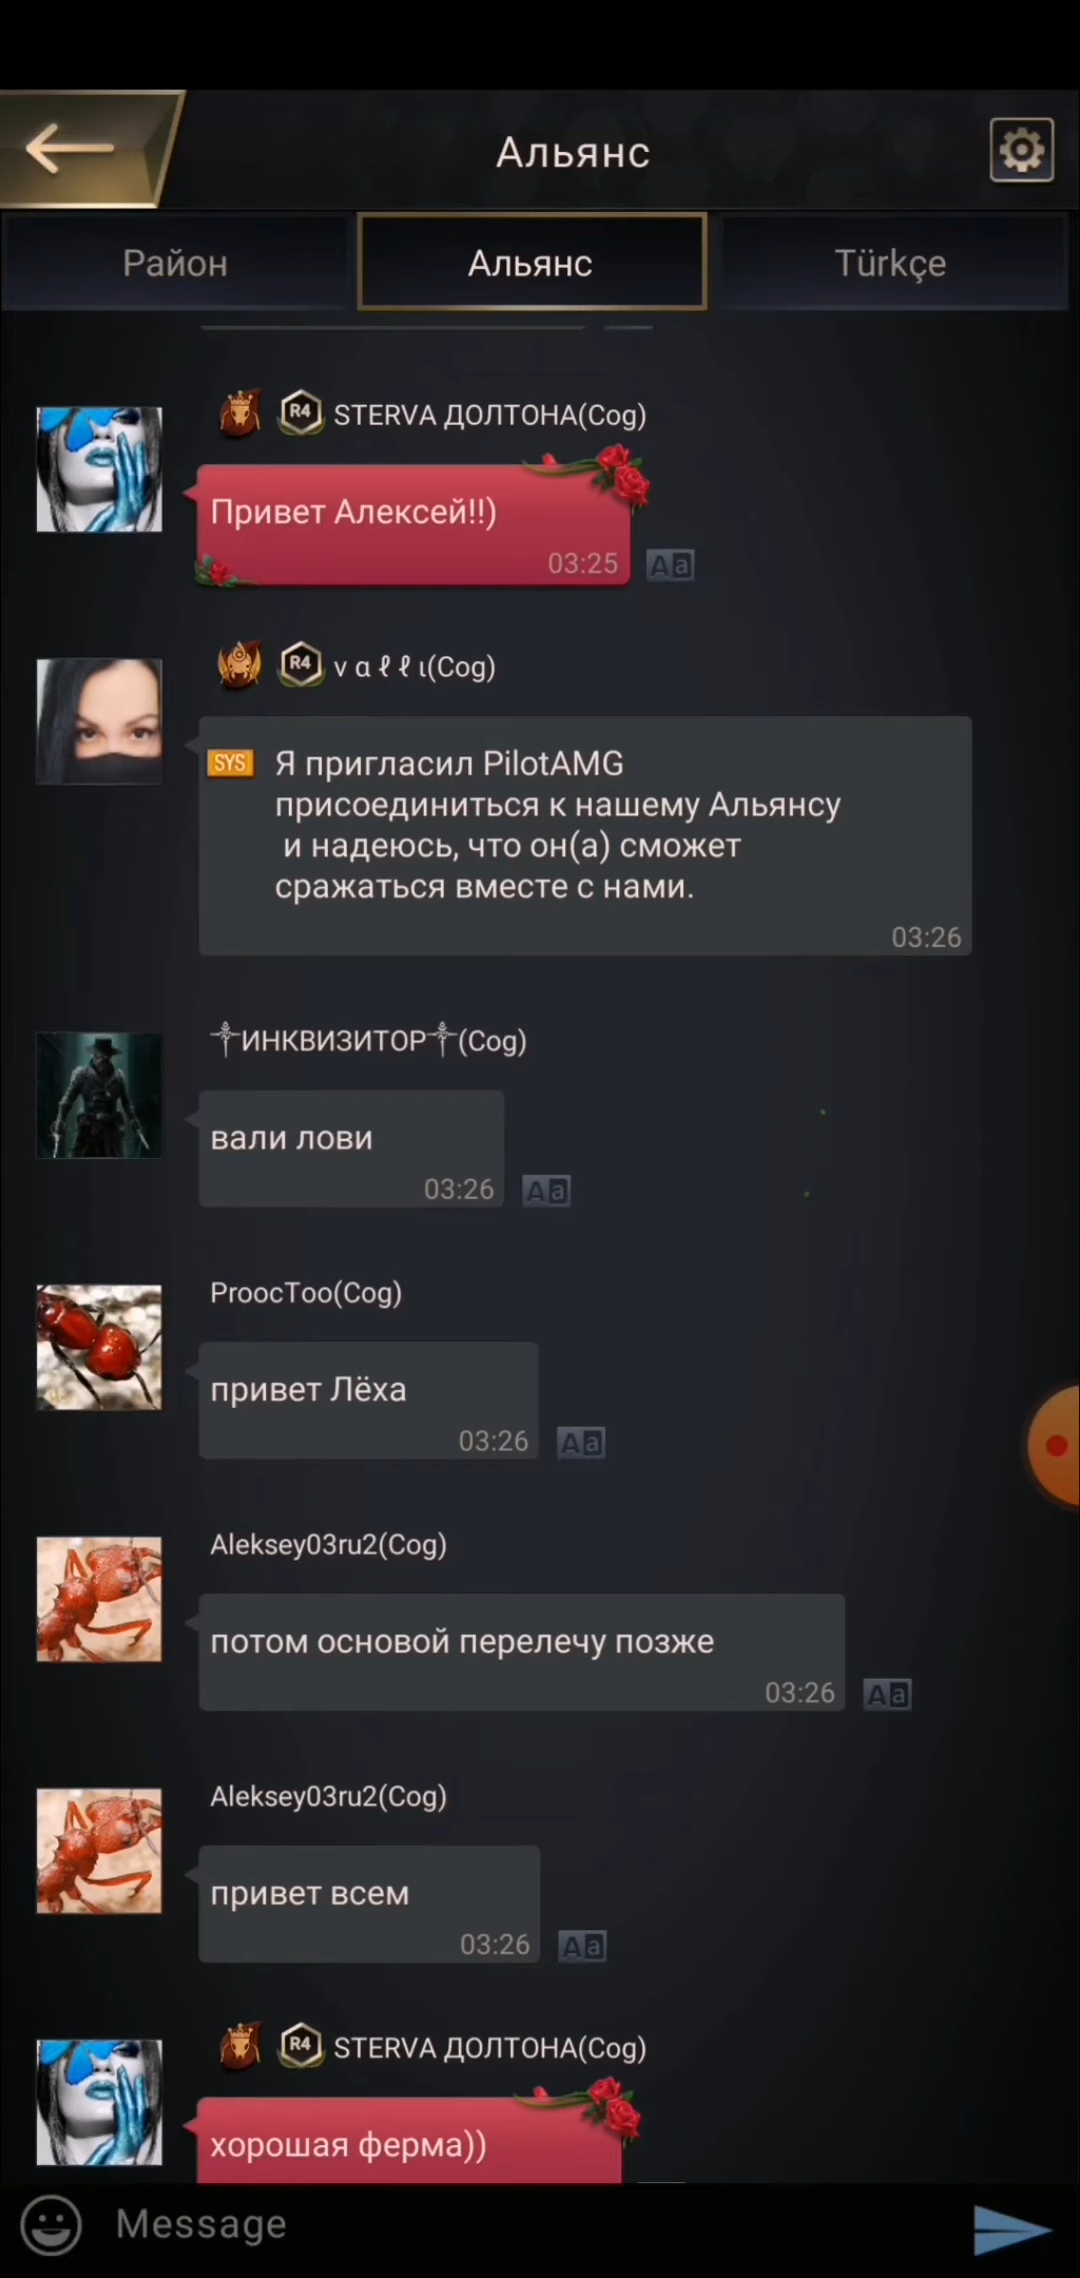 Альянс
Район
Альянс
Türkçe
R4 STERVA ДОЛТОНА(Cog)
Привет Алексей!!)
03:25
Aa
R4 v α ℓ ℓ ι(Cog)
SYS Я пригласил PilotAMG
присоединиться к нашему Альянсу
и надеюсь, что он(а) сможет
сражаться вместе с нами.
03:26
ИНКВИЗИТОР(Cog)
вали лови
03:26
Aa
ProocToo(Cog)
привет Лёха
03:26
Aa
Aleksey03ru2(Cog)
потом основой перелечу позже
03:26
Aa
Aleksey03ru2(Cog)
привет всем
03:26
Aa
R4 STERVA ДОЛТОНА(Cog)
хорошая ферма))
Message